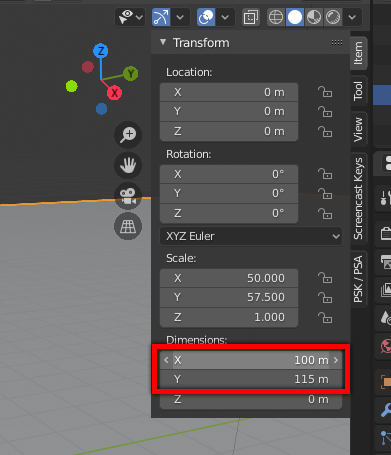 Transform
Location:
X 0 m
Y 0 m
Z 0 m
Rotation:
X 0°
Y 0°
Z 0°
XYZ Euler
Scale:
X 50.000
Y 57.500
Z 1.000
Dimensions:
X 100 m
Y 115 m
Z 0 m
Item
Tool
View
Screencast Keys
PSK / PSA
Z
Y
X